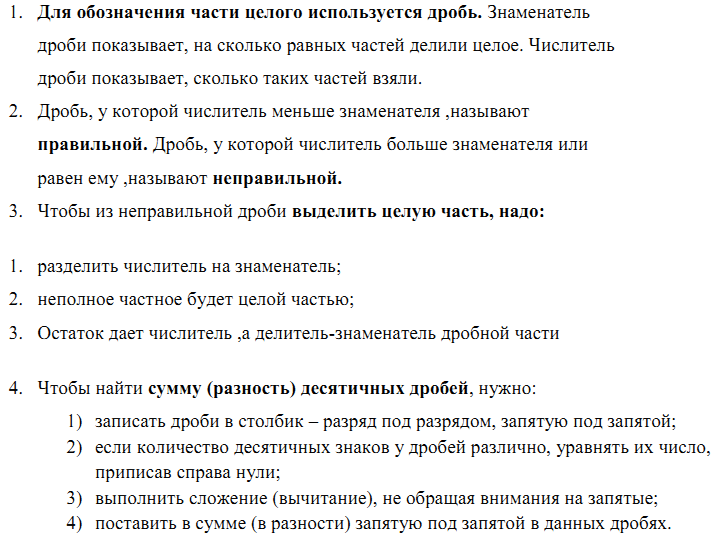 1. Для обозначения части целого используется дробь. Знаменатель
дроби показывает, на сколько равных частей делили целое. Числитель
дроби показывает, сколько таких частей взяли.
2. Дробь, у которой числитель меньше знаменателя ,называют
правильной. Дробь, у которой числитель больше знаменателя или
равен ему ,называют неправильной.
3. Чтобы из неправильной дроби выделить целую часть, надо:
1. разделить числитель на знаменатель;
2. неполное частное будет целой частью;
3. Остаток дает числитель ,а делитель-знаменатель дробной части
4. Чтобы найти сумму (разность) десятичных дробей, нужно:
1) записать дроби в столбик – разряд под разрядом, запятую под запятой;
2) если количество десятичных знаков у дробей различно, уравнять их число,
приписав справа нули;
3) выполнить сложение (вычитание), не обращая внимания на запятые;
4) поставить в сумме (в разности) запятую под запятой в данных дробях.